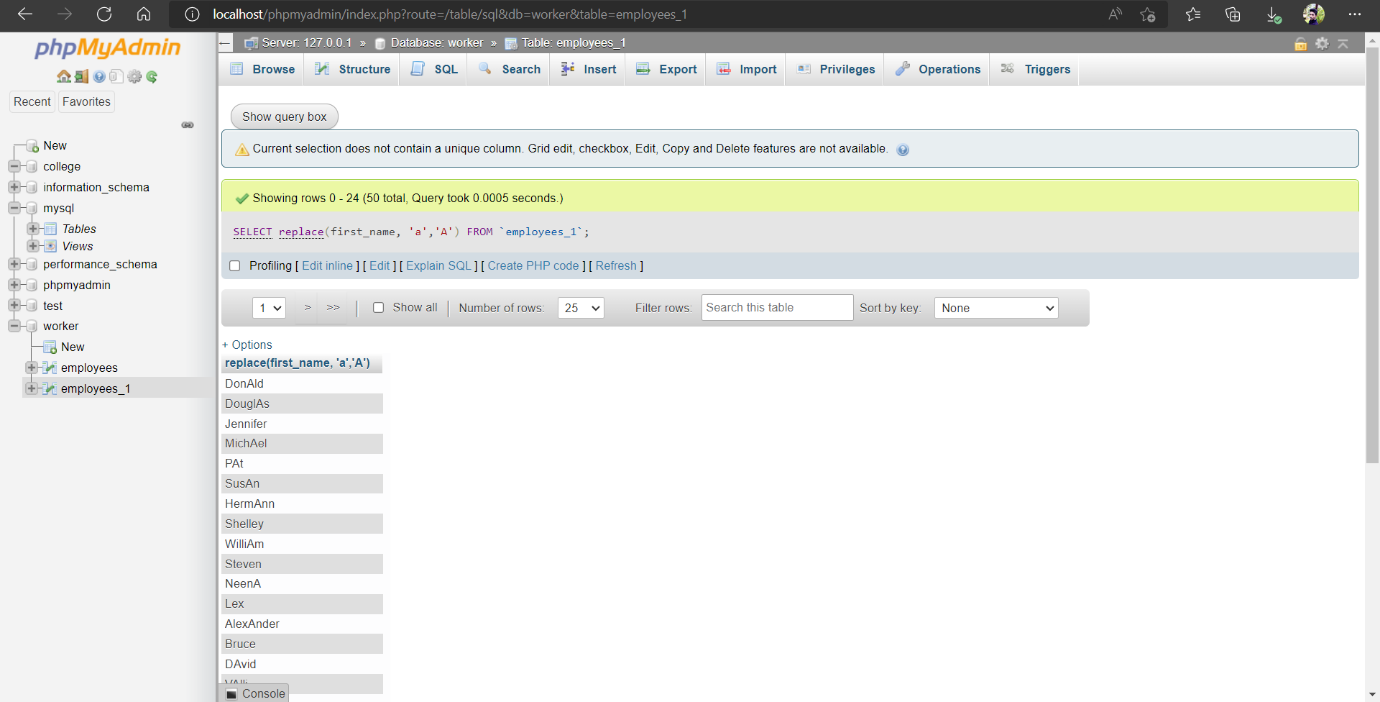 localhost/phpmyadmin/index.php?route=/table/sql&db=worker&table=employees_1
phpMyAdmin
Recent Favorites
New
college
information_schema
mysql
Tables
Views
performance_schema
phpmyadmin
test
worker
New
employees
employees_1
Server: 127.0.0.1 » Database: worker » Table: employees_1
Browse Structure SQL Search Insert Export Import Privileges Operations Triggers
Show query box
Current selection does not contain a unique column. Grid edit, checkbox, Edit, Copy and Delete features are not available.
Showing rows 0 - 24 (50 total, Query took 0.0005 seconds.)
SELECT replace(first_name, 'a','A') FROM `employees_1`;
Profiling [ Edit inline ] [ Edit ] [ Explain SQL ] [ Create PHP code ] [ Refresh ]
1 > >> Show all Number of rows: 25 Filter rows: Search this table Sort by key: None
+ Options
replace(first_name, 'a','A')
DonAld
DouglAs
Jennifer
MichAel
PAt
SusAn
HermAnn
Shelley
WilliAm
Steven
NeenA
Lex
AlexAnder
Bruce
DAvid
Console